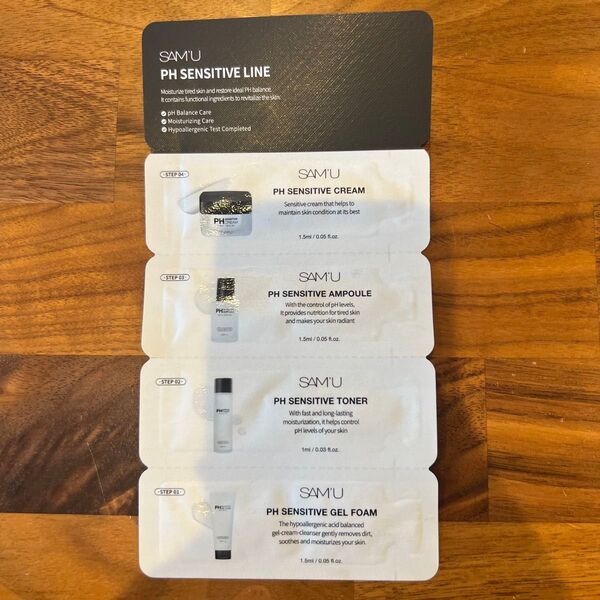 SAM'U
PH SENSITIVE LINE
Moisturize tired skin and restore ideal PH balance.
It contains functional ingredients to revitalize the skin.
pH Balance Care
Moisturizing Care
Hypoallergenic Test Completed
STEP 04
SAM'U
PH SENSITIVE CREAM
Sensitive cream that helps to
maintain skin condition at its best
1.5ml / 0.05 fl.oz.
PH SENSITIVE
CREAM
STEP 03
SAM'U
PH SENSITIVE AMPOULE
With the control of pH levels,
it provides nutrition for tired skin
and makes your skin radiant
1.5ml / 0.05 fl.oz.
STEP 02
SAM'U
PH SENSITIVE TONER
With fast and long-lasting
moisturization, it helps control
pH levels of your skin
1ml / 0.03 fl.oz.
STEP 01
SAM'U
PH SENSITIVE GEL FOAM
The hypoallergenic acid balanced
gel-cream-cleanser gently removes dirt,
soothes and moisturizes your skin.
1.5ml / 0.05 fl.oz.